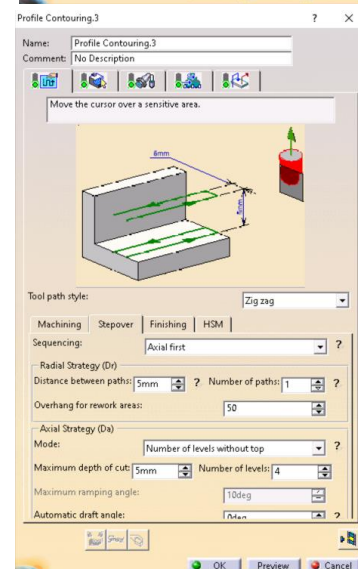 Profile Contouring.3 ? ×
Name: Profile Contouring.3
Comment: No Description
Move the cursor over a sensitive area.
6mm
5mm
Tool path style: Zig zag
Machining Stepover Finishing HSM
Sequencing: Axial first ?
Radial Strategy (Dr)
Distance between paths: 5mm ? Number of paths: 1 ?
Overhang for rework areas: 50
Axial Strategy (Da)
Mode: Number of levels without top ?
Maximum depth of cut: 5mm Number of levels: 4
Maximum ramping angle: 10deg
Automatic draft angle: 0deg ?
OK Preview Cancel